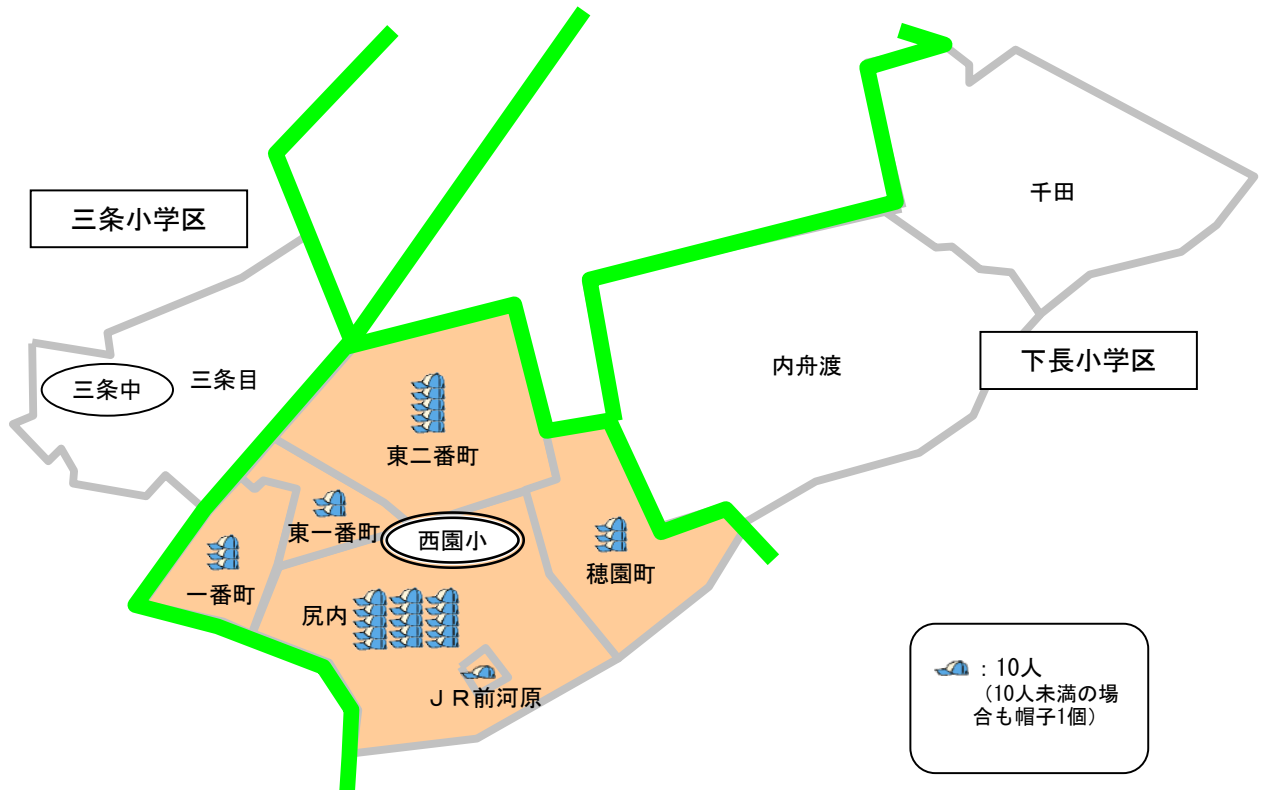 千田
三条小学区
下長小学区
内舟渡
三条目
三条中
東二番町
東一番町
西園小
穂園町
一番町
尻内
ＪＲ前河原
：10人
（10人未満の場
合も帽子1個）